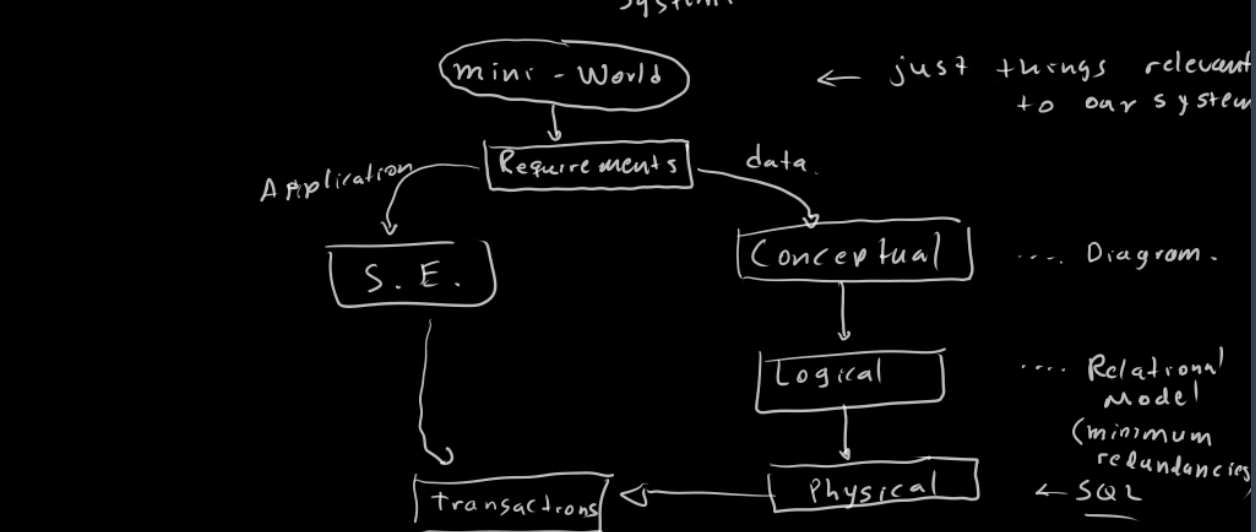 system.
mini - World
← just things relevant
to our system
Requirements
Application
data.
S. E.
Conceptual
.... Diagram.
Logical
.... Relational
Model
(minimum
redundancies)
Physical
← SQL
Transactions